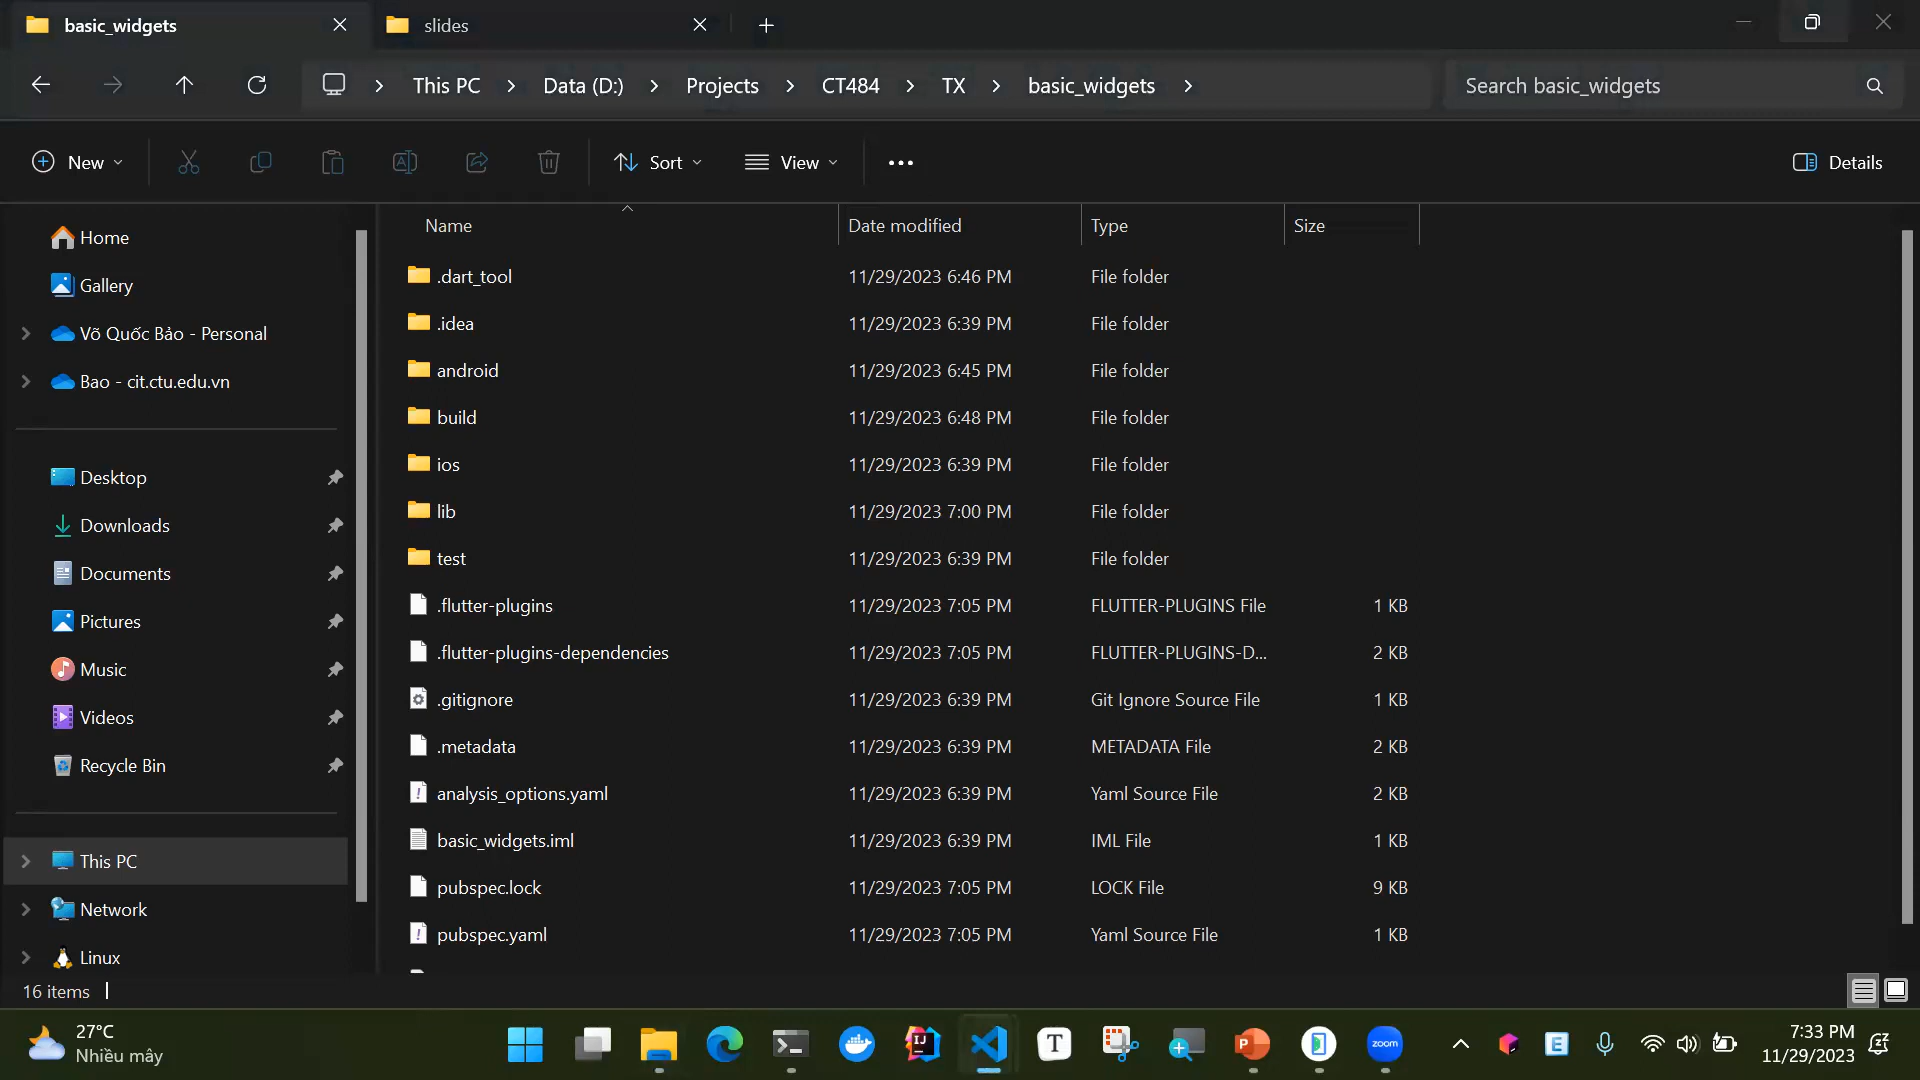 basic_widgets
slides
This PC
Data (D:)
Projects
CT484
TX
basic_widgets
Search basic_widgets
New
Sort
View
Details
Name
Date modified
Type
Size
Home
Gallery
Võ Quốc Bảo - Personal
Bao - cit.ctu.edu.vn
Desktop
Downloads
Documents
Pictures
Music
Videos
Recycle Bin
This PC
Network
Linux
.dart_tool 11/29/2023 6:46 PM File folder
.idea 11/29/2023 6:39 PM File folder
android 11/29/2023 6:45 PM File folder
build 11/29/2023 6:48 PM File folder
ios 11/29/2023 6:39 PM File folder
lib 11/29/2023 7:00 PM File folder
test 11/29/2023 6:39 PM File folder
.flutter-plugins 11/29/2023 7:05 PM FLUTTER-PLUGINS File 1 KB
.flutter-plugins-dependencies 11/29/2023 7:05 PM FLUTTER-PLUGINS-D... 2 KB
.gitignore 11/29/2023 6:39 PM Git Ignore Source File 1 KB
.metadata 11/29/2023 6:39 PM METADATA File 2 KB
analysis_options.yaml 11/29/2023 6:39 PM Yaml Source File 2 KB
basic_widgets.iml 11/29/2023 6:39 PM IML File 1 KB
pubspec.lock 11/29/2023 7:05 PM LOCK File 9 KB
pubspec.yaml 11/29/2023 7:05 PM Yaml Source File 1 KB
16 items
27°C
Nhiều mây
IJ
T
P
zoom
E
7:33 PM
11/29/2023